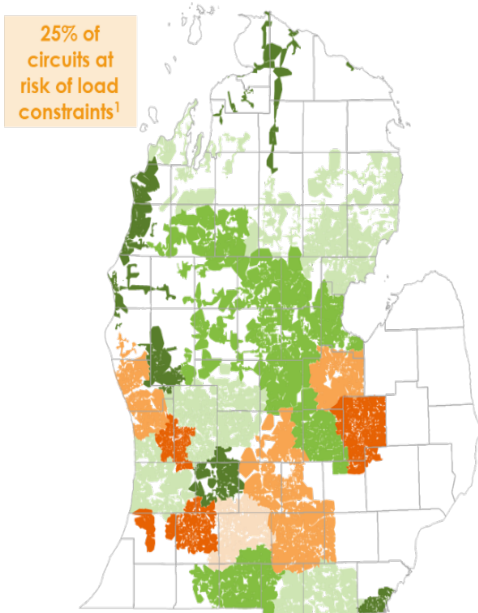 25% of
circuits at
risk of load
constraints¹